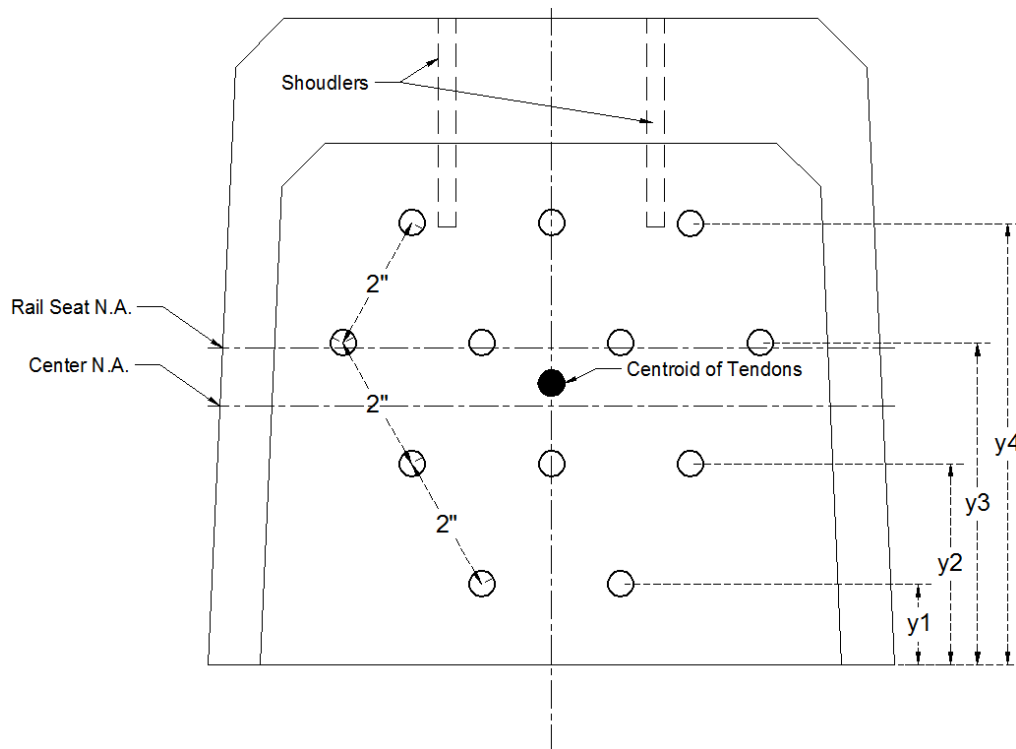 Shoudlers
2"
Rail Seat N.A.
Center N.A.
Centroid of Tendons
2"
y4
y3
2"
y2
y1